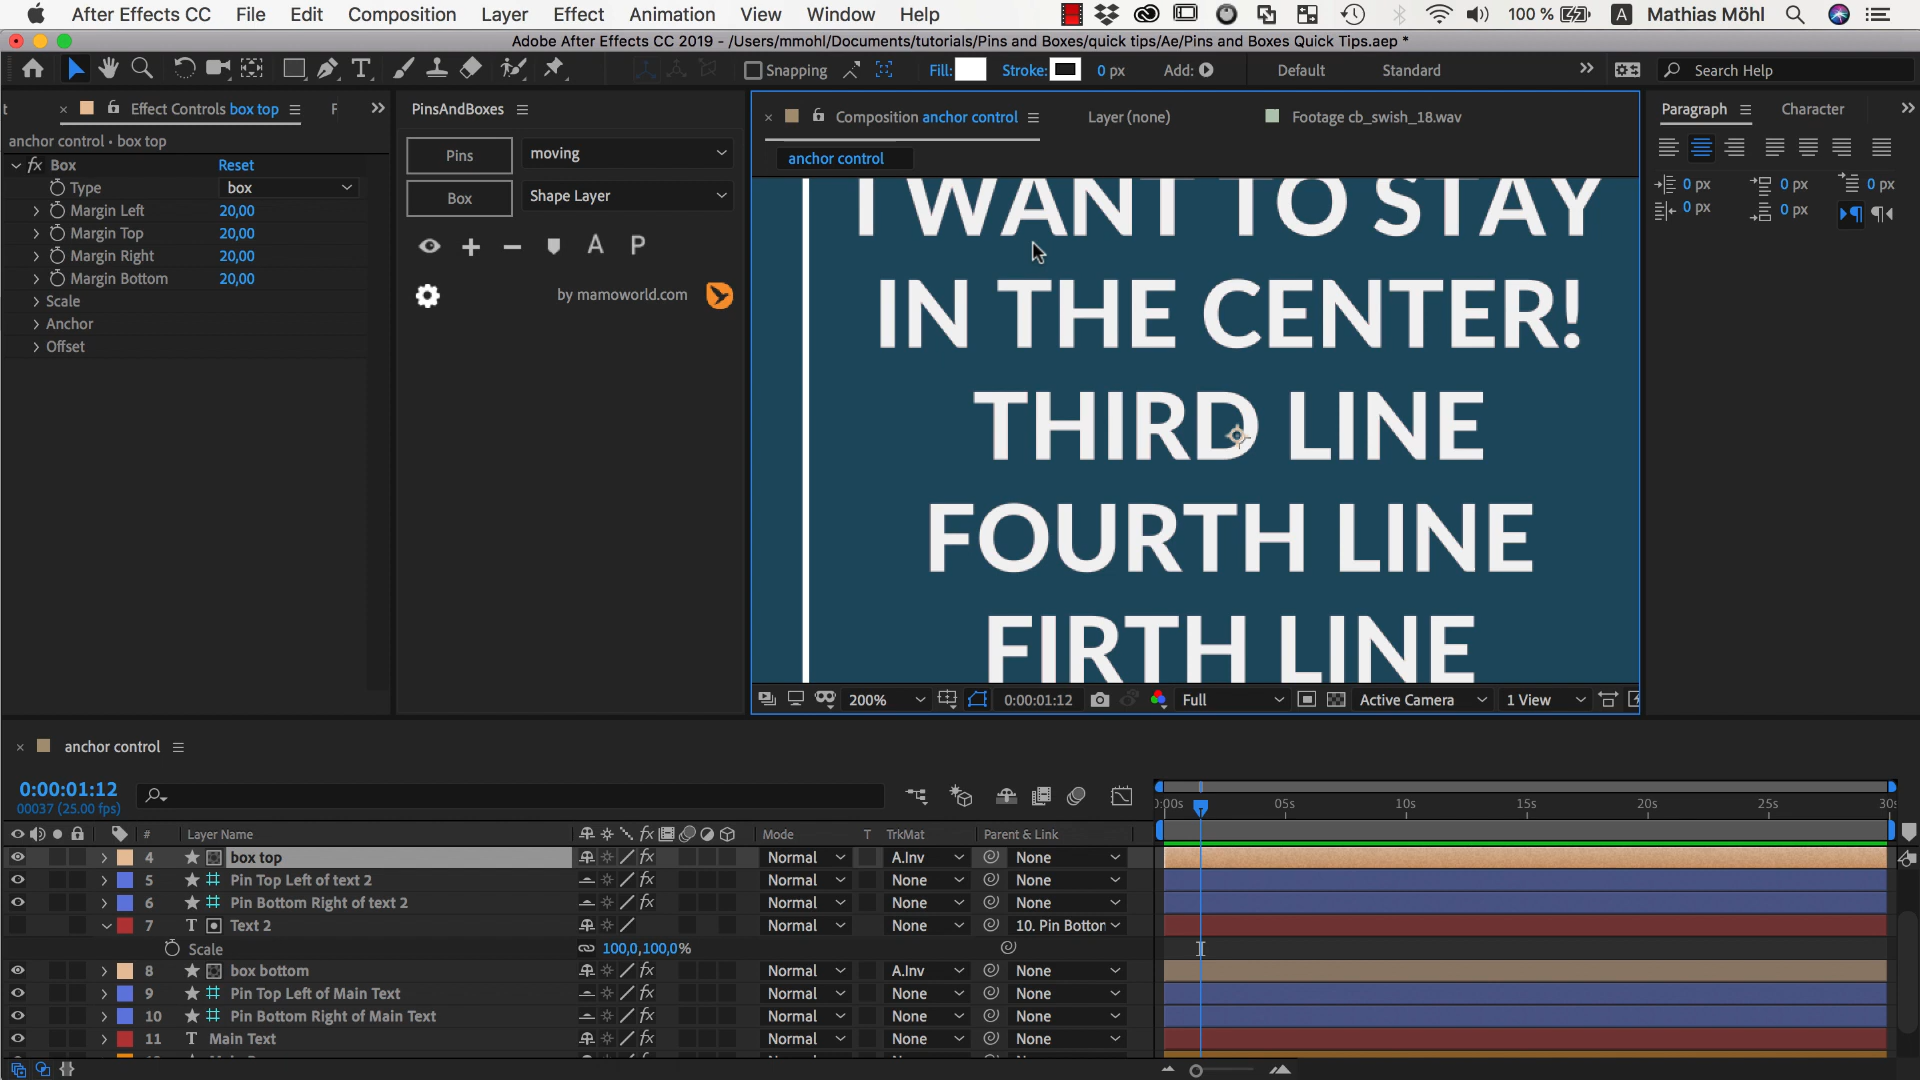 After Effects CC File Edit Composition Layer Effect Animation View Window Help 100 % A Mathias Möhl
Adobe After Effects CC 2019 - /Users/mmohl/Documents/tutorials/Pins and Boxes/quick tips/Ae/Pins and Boxes Quick Tips.aep *
Snapping Fill: Stroke: 0 px Add: Default Standard Search Help
Effect Controls box top
PinsAndBoxes
Composition anchor control
Layer (none)
Footage cb_swish_18.wav
Paragraph
Character
anchor control • box top
anchor control
fx Box Reset
Type box
Margin Left 20,00
Margin Top 20,00
Margin Right 20,00
Margin Bottom 20,00
Scale
Anchor
Offset
Pins moving
Box Shape Layer
A P
by mamoworld.com
I WANT TO STAY
IN THE CENTER!
THIRD LINE
FOURTH LINE
FIRTH LINE
0 px 0 px 0 px
0 px 0 px
200% 0:00:01:12 Full Active Camera 1 View
anchor control
0:00:01:12
00037 (25.00 fps)
05s 10s 15s 20s 25s
# Layer Name fx Mode T TrkMat Parent & Link
4 box top fx Normal A.Inv None
5 Pin Top Left of text 2 fx Normal None None
6 Pin Bottom Right of text 2 fx Normal None None
7 T Text 2 Normal None 10. Pin Bottor
Scale 100,0,100,0%
8 box bottom fx Normal A.Inv None
9 Pin Top Left of Main Text fx Normal None None
10 Pin Bottom Right of Main Text fx Normal None None
11 T Main Text fx Normal None None